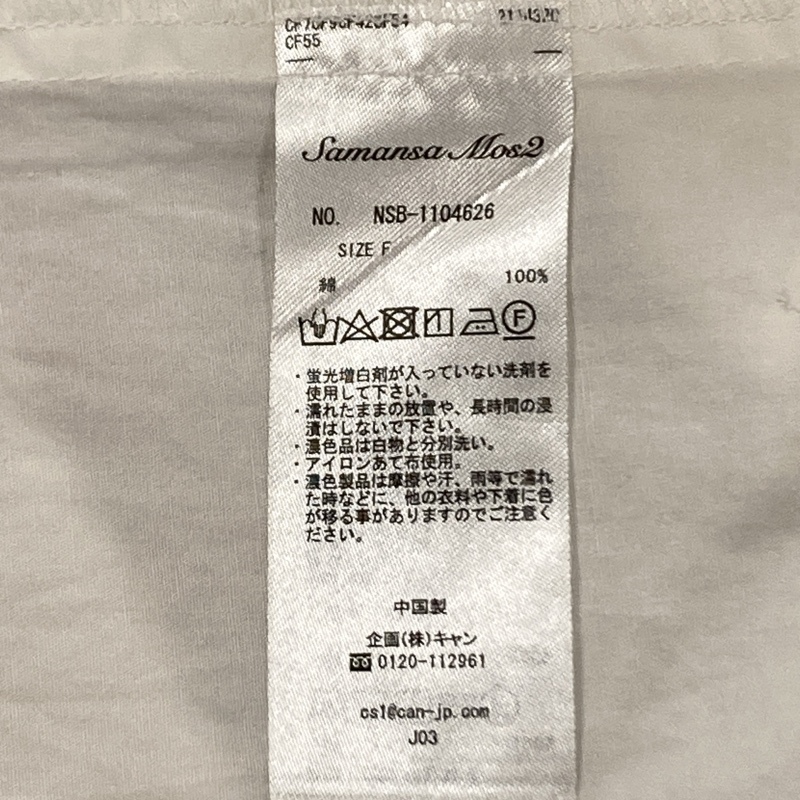 CF55
Samansa Mos2
NO. NSB-1104626
SIZE F
綿 100%
F
・蛍光増白剤が入っていない洗剤を
使用して下さい。
・濡れたままの放置や、長時間の浸
漬はしないで下さい。
・濃色品は白物と分別洗い。
・アイロンあて布使用。
・濃色製品は摩擦や汗、雨等で濡れ
た時などに、他の衣料や下着に色
が移る事がありますのでご注意く
ださい。
中国製
企画(株)キャン
0120-112961
cs1@can-jp.com
J03